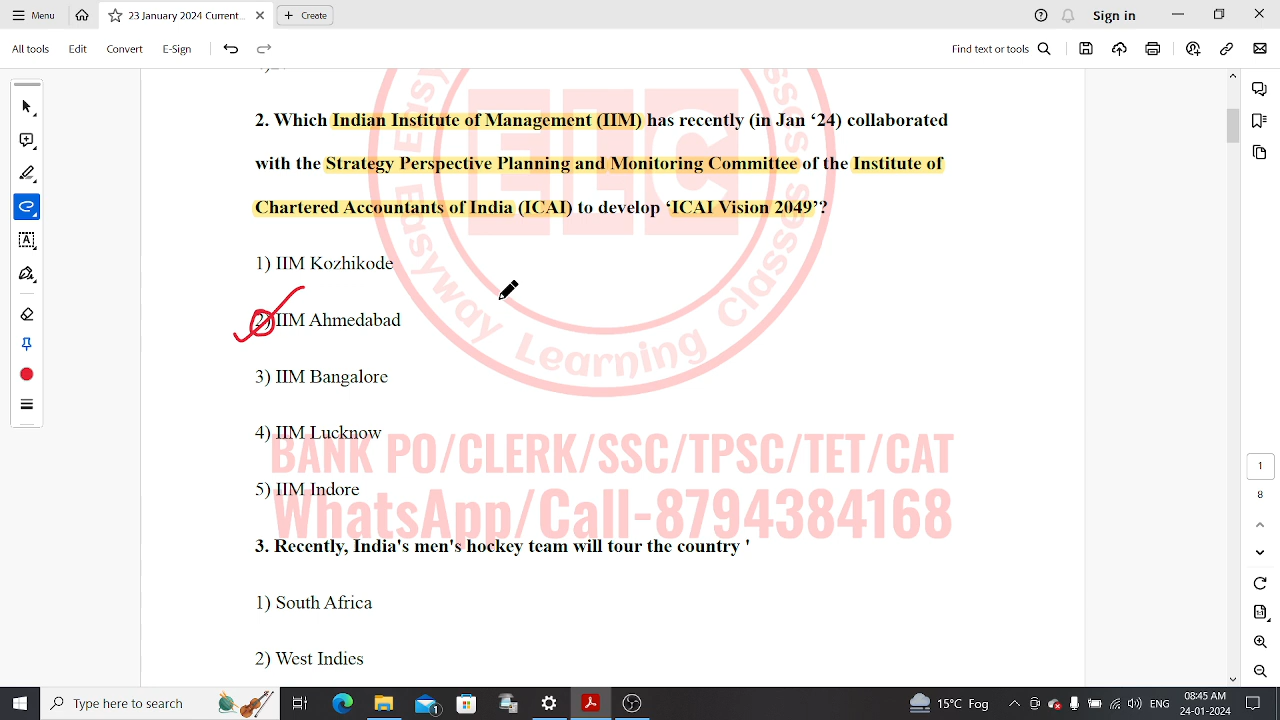 Menu
23 January 2024 Current...
Create
Sign in
All tools
Edit
Convert
E-Sign
Find text or tools
2. Which Indian Institute of Management (IIM) has recently (in Jan ‘24) collaborated
with the Strategy Perspective Planning and Monitoring Committee of the Institute of
Chartered Accountants of India (ICAI) to develop ‘ICAI Vision 2049’?
1) IIM Kozhikode
2) IIM Ahmedabad
3) IIM Bangalore
4) IIM Lucknow
5) IIM Indore
3. Recently, India's men's hockey team will tour the country '
1) South Africa
2) West Indies
ELC
Easyway Learning Classes
BANK PO/CLERK/SSC/TPSC/TET/CAT
WhatsApp/Call-8794384168
1
8
Type here to search
1
15°C Fog
ENG
08:45 AM
24-01-2024